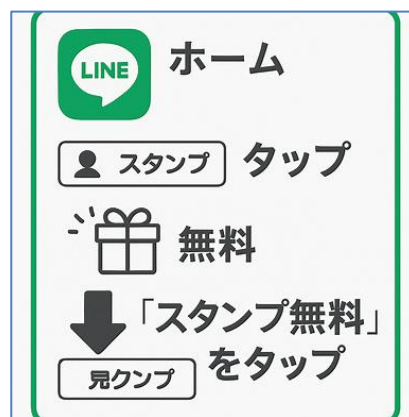 LINE
ホーム
スタンプ タップ
無料
「スタンプ無料」
をタップ
見クンプ